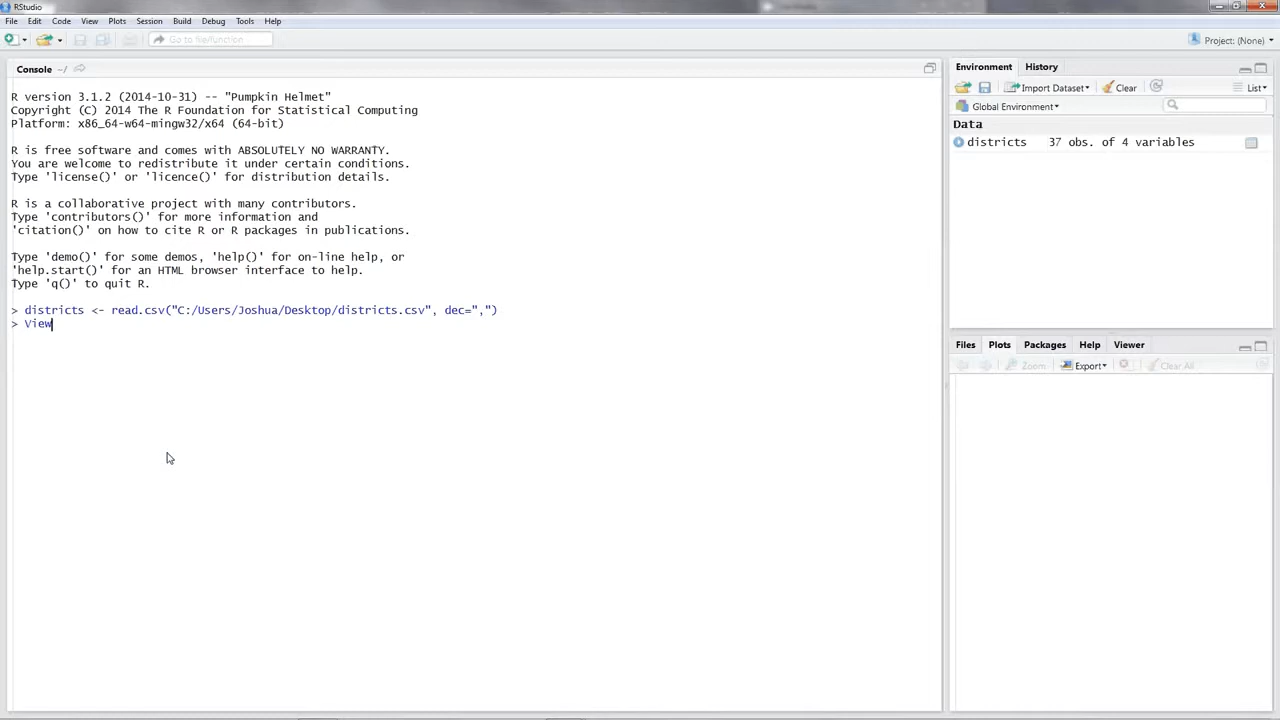 RStudio
File Edit Code View Plots Session Build Debug Tools Help
Go to file/function
Project: (None)
Console ~/
R version 3.1.2 (2014-10-31) -- "Pumpkin Helmet"
Copyright (C) 2014 The R Foundation for Statistical Computing
Platform: x86_64-w64-mingw32/x64 (64-bit)
R is free software and comes with ABSOLUTELY NO WARRANTY.
You are welcome to redistribute it under certain conditions.
Type 'license()' or 'licence()' for distribution details.
R is a collaborative project with many contributors.
Type 'contributors()' for more information and
'citation()' on how to cite R or R packages in publications.
Type 'demo()' for some demos, 'help()' for on-line help, or
'help.start()' for an HTML browser interface to help.
Type 'q()' to quit R.
> districts <- read.csv("C:/Users/Joshua/Desktop/districts.csv", dec=",")
> View
Environment History
Import Dataset Clear List
Global Environment
Data
districts 37 obs. of 4 variables
Files Plots Packages Help Viewer
Zoom Export Clear All